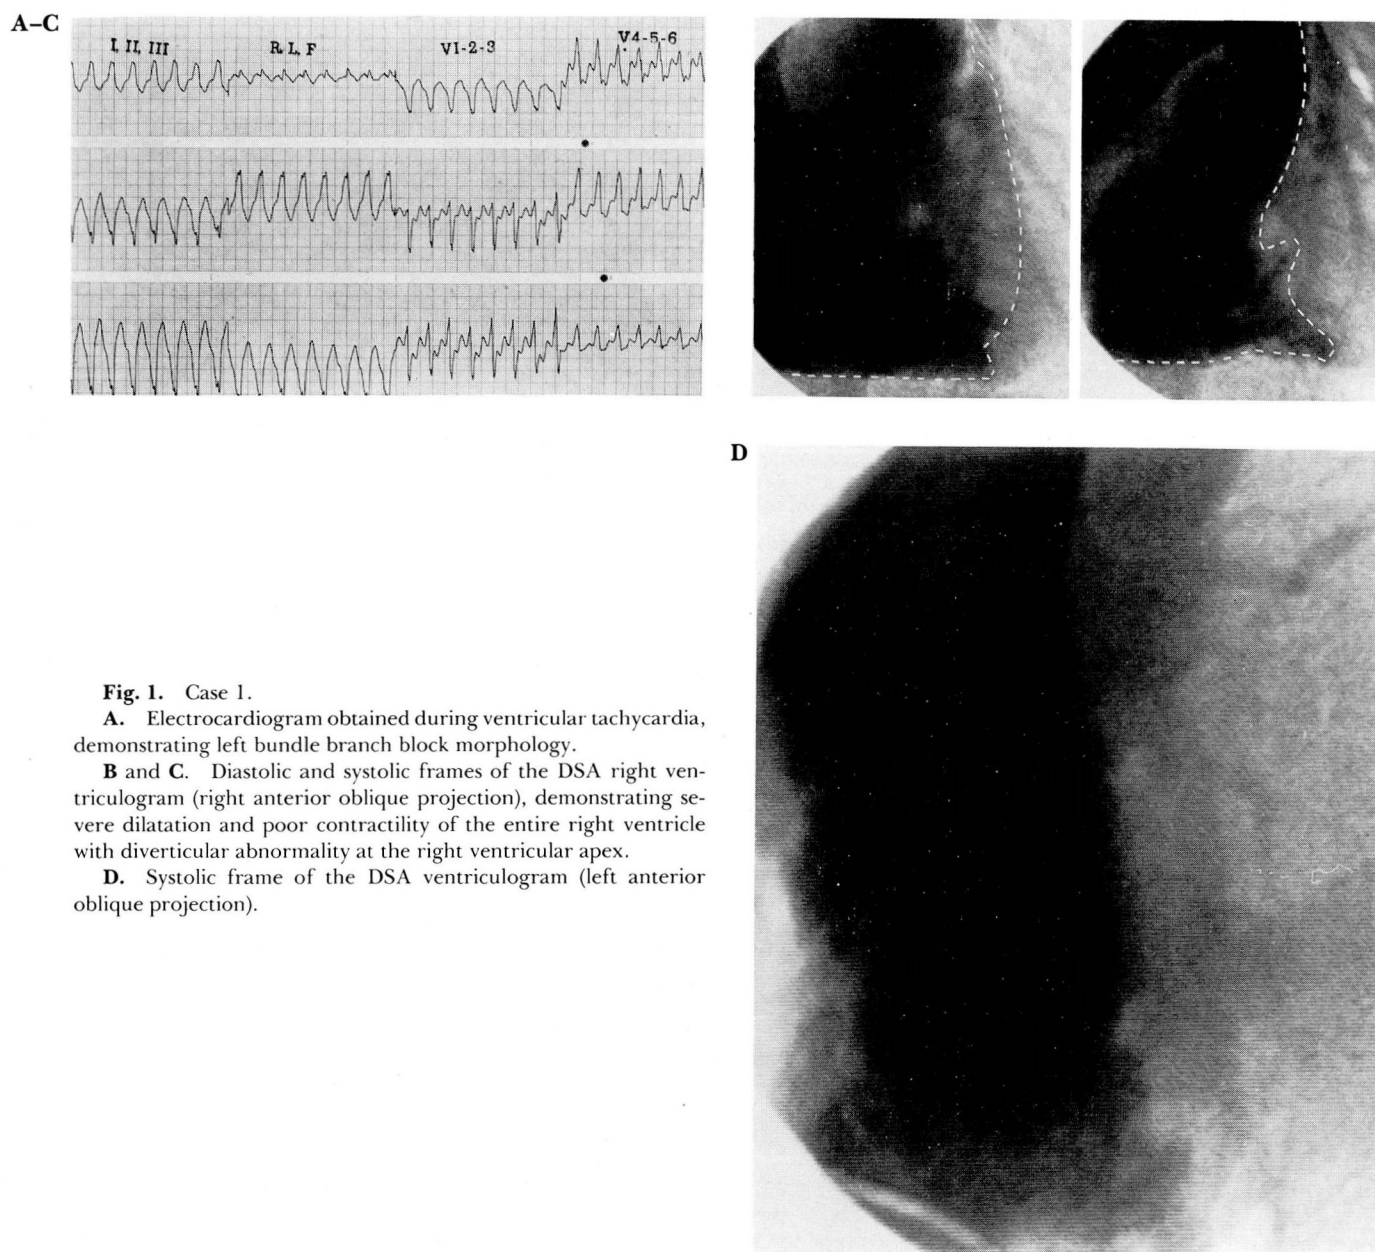 A–C
I, II, III R, L, F V1-2-3 V4-5-6
D
Fig. 1. Case 1.
A. Electrocardiogram obtained during ventricular tachycardia,
demonstrating left bundle branch block morphology.
B and C. Diastolic and systolic frames of the DSA right ven-
triculogram (right anterior oblique projection), demonstrating se-
vere dilatation and poor contractility of the entire right ventricle
with diverticular abnormality at the right ventricular apex.
D. Systolic frame of the DSA ventriculogram (left anterior
oblique projection).